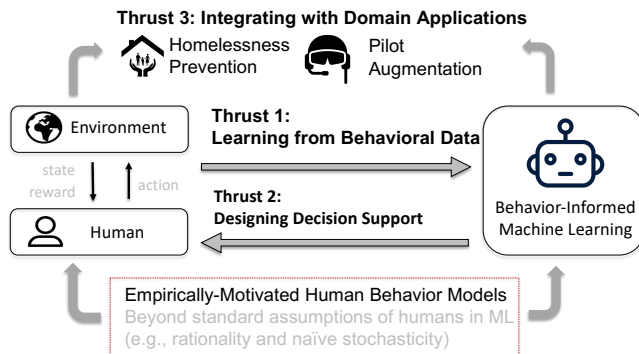 Thrust 3: Integrating with Domain Applications
Homelessness
Prevention
Pilot
Augmentation
Environment
Thrust 1:
Learning from Behavioral Data
state
reward
action
Thrust 2:
Designing Decision Support
Human
Behavior-Informed
Machine Learning
Empirically-Motivated Human Behavior Models
Beyond standard assumptions of humans in ML
(e.g., rationality and naïve stochasticity)